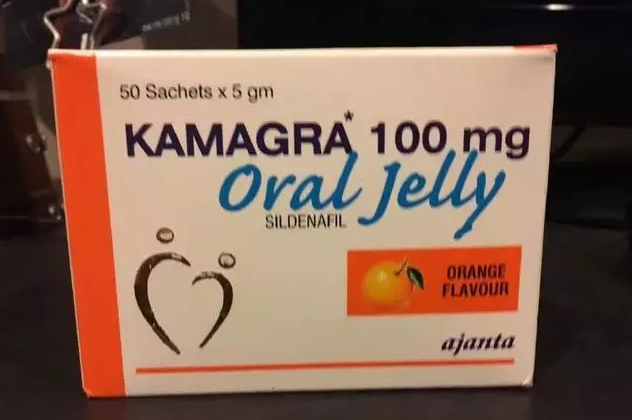 50 Sachets x 5 gm
KAMAGRA* 100 mg
Oral Jelly
SILDENAFIL
ORANGE
FLAVOUR
ajanta